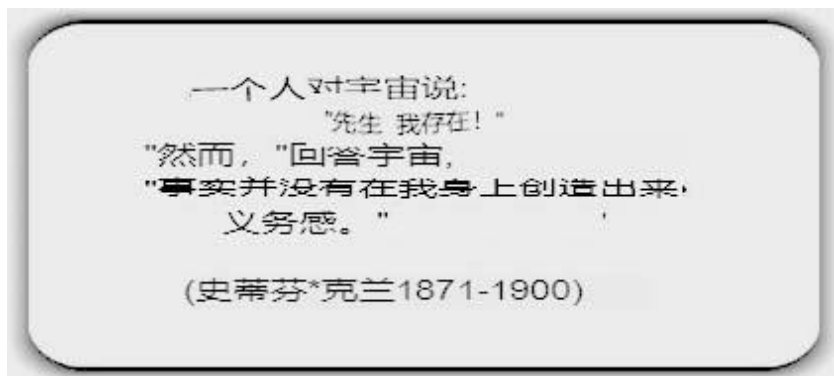 一个人对宇宙说:
"先生 我存在！"
"然而，"回答宇宙,
"事实并没有在我身上创造出来,
义务感。"
(史蒂芬*克兰1871-1900)